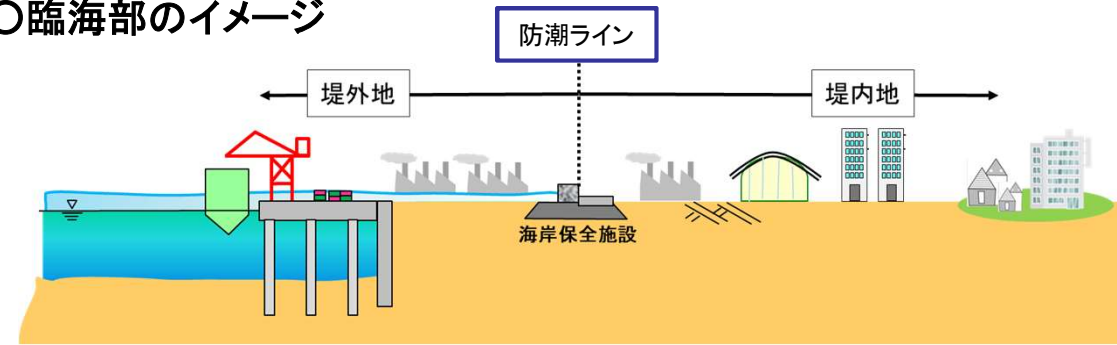 〇臨海部のイメージ
防潮ライン
堤外地
堤内地
海岸保全施設